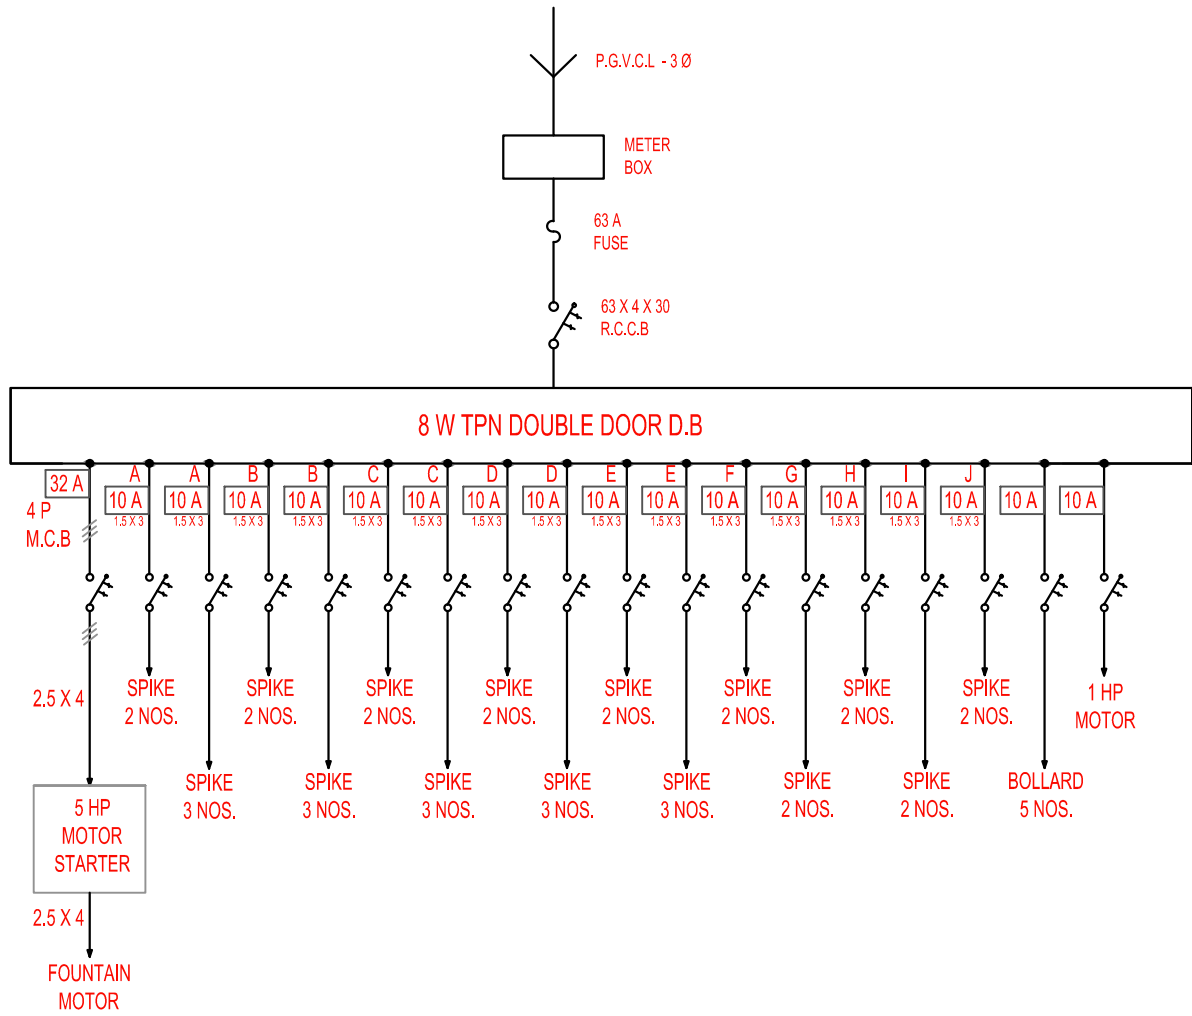 P.G.V.C.L - 3 Ø
METER
BOX
63 A
FUSE
63 X 4 X 30
R.C.C.B
8 W TPN DOUBLE DOOR D.B
32 A
4 P
M.C.B
A
10 A
1.5 X 3
A
10 A
1.5 X 3
B
10 A
1.5 X 3
B
10 A
1.5 X 3
C
10 A
1.5 X 3
C
10 A
1.5 X 3
D
10 A
1.5 X 3
D
10 A
1.5 X 3
E
10 A
1.5 X 3
E
10 A
1.5 X 3
F
10 A
1.5 X 3
G
10 A
1.5 X 3
H
10 A
1.5 X 3
I
10 A
1.5 X 3
J
10 A
1.5 X 3
10 A
10 A
2.5 X 4
SPIKE
2 NOS.
SPIKE
2 NOS.
SPIKE
2 NOS.
SPIKE
2 NOS.
SPIKE
2 NOS.
SPIKE
2 NOS.
SPIKE
2 NOS.
SPIKE
2 NOS.
1 HP
MOTOR
SPIKE
3 NOS.
SPIKE
3 NOS.
SPIKE
3 NOS.
SPIKE
3 NOS.
SPIKE
3 NOS.
SPIKE
2 NOS.
SPIKE
2 NOS.
BOLLARD
5 NOS.
5 HP
MOTOR
STARTER
2.5 X 4
FOUNTAIN
MOTOR